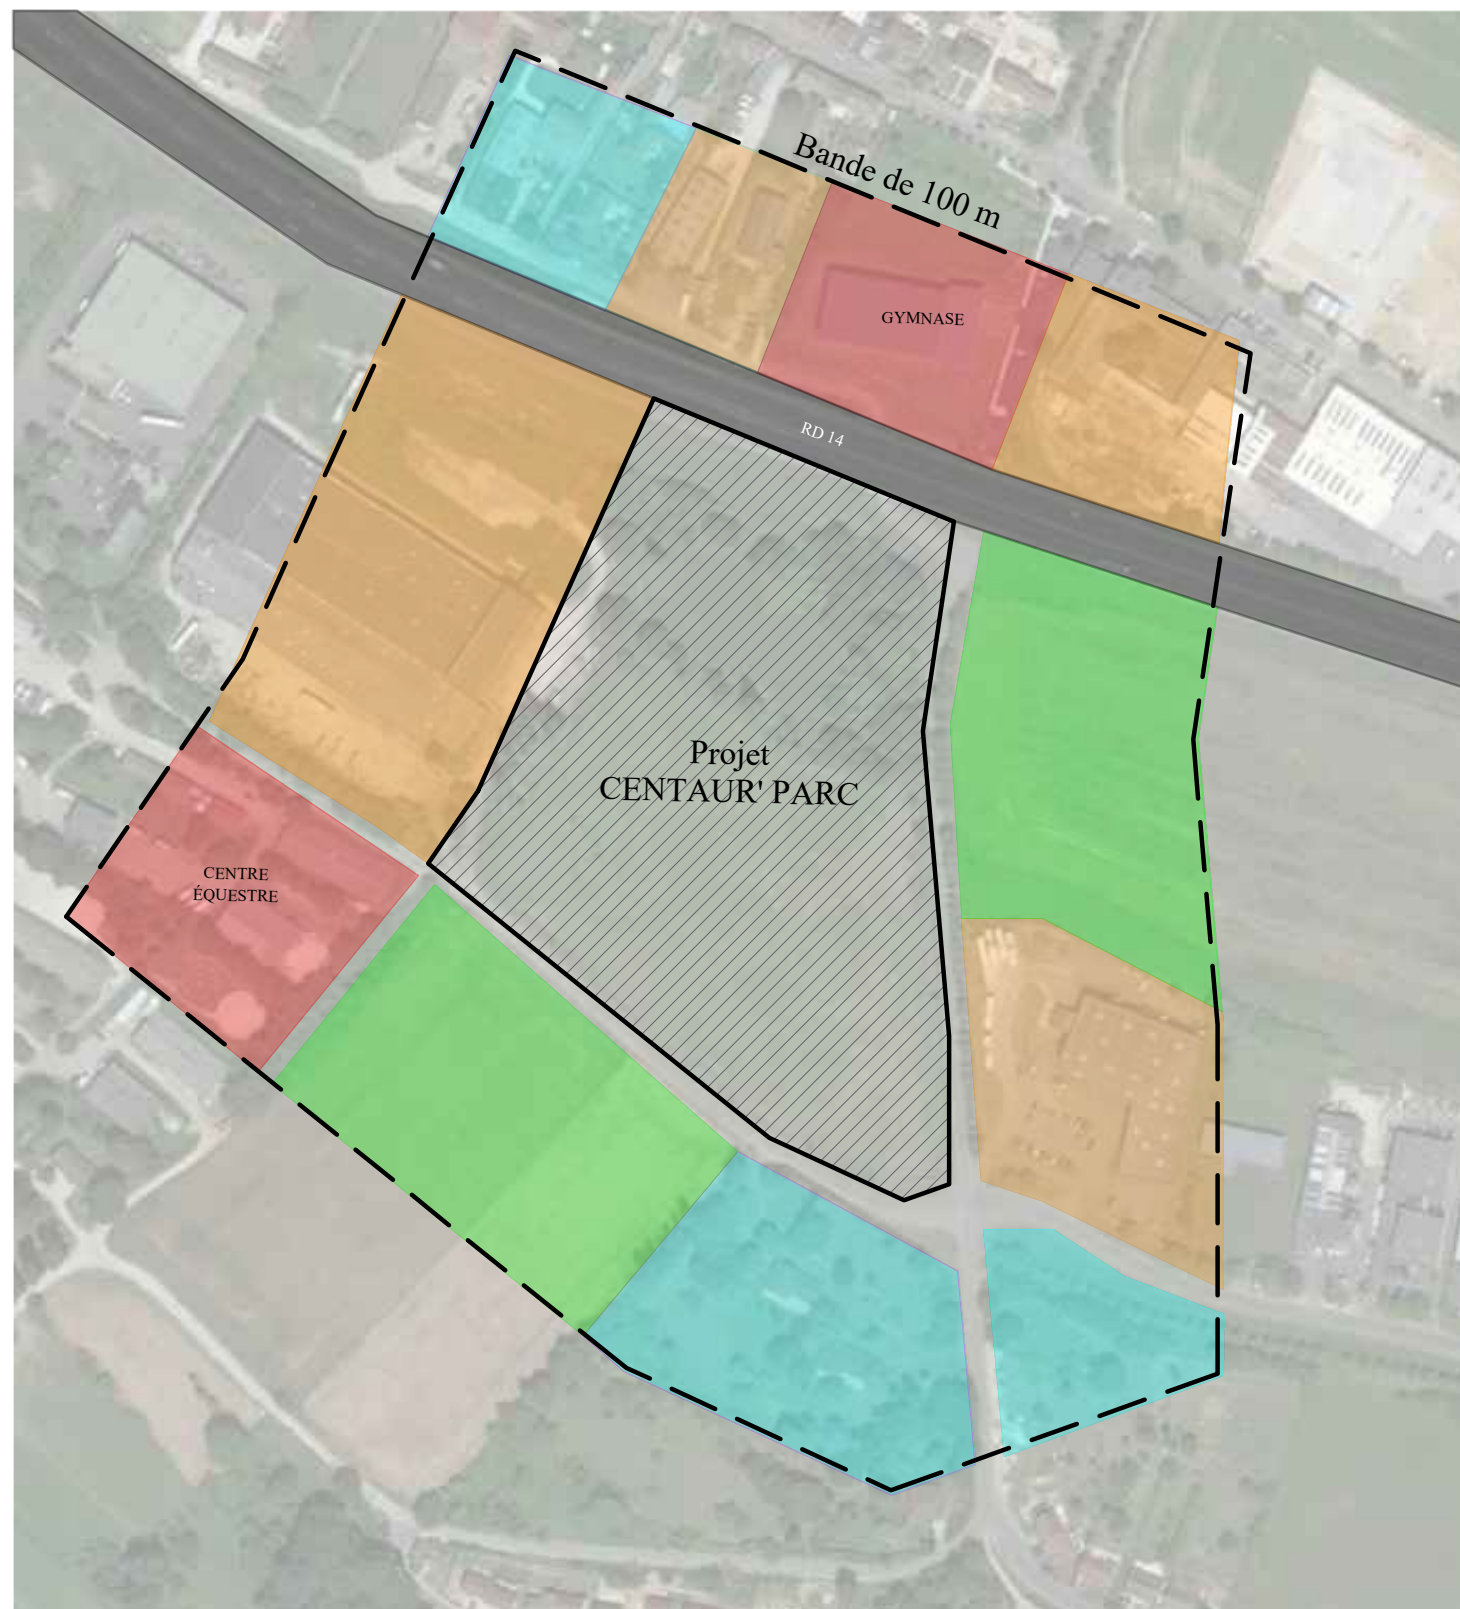 Bande de 100 m
GYMNASE
RD 14
Projet
CENTAUR' PARC
CENTRE
ÉQUESTRE